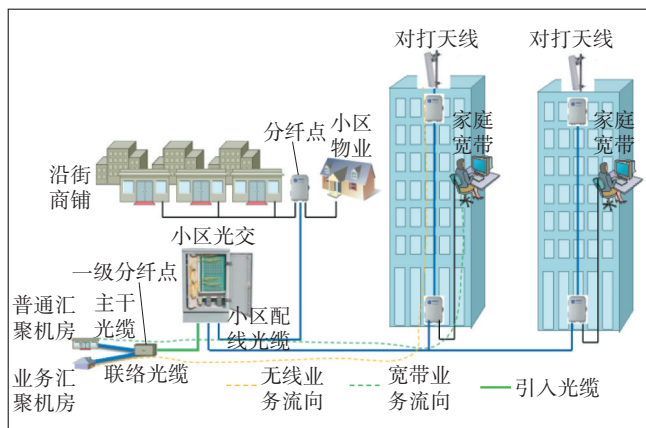 对打天线
对打天线
分纤点
小区
物业
家庭
宽带
家庭
宽带
沿街
商铺
小区光交
一级分纤点
普通汇
聚机房
主干
光缆
小区配
线光缆
业务汇
聚机房
联络光缆
无线业
务流向
宽带业
务流向
引入光缆